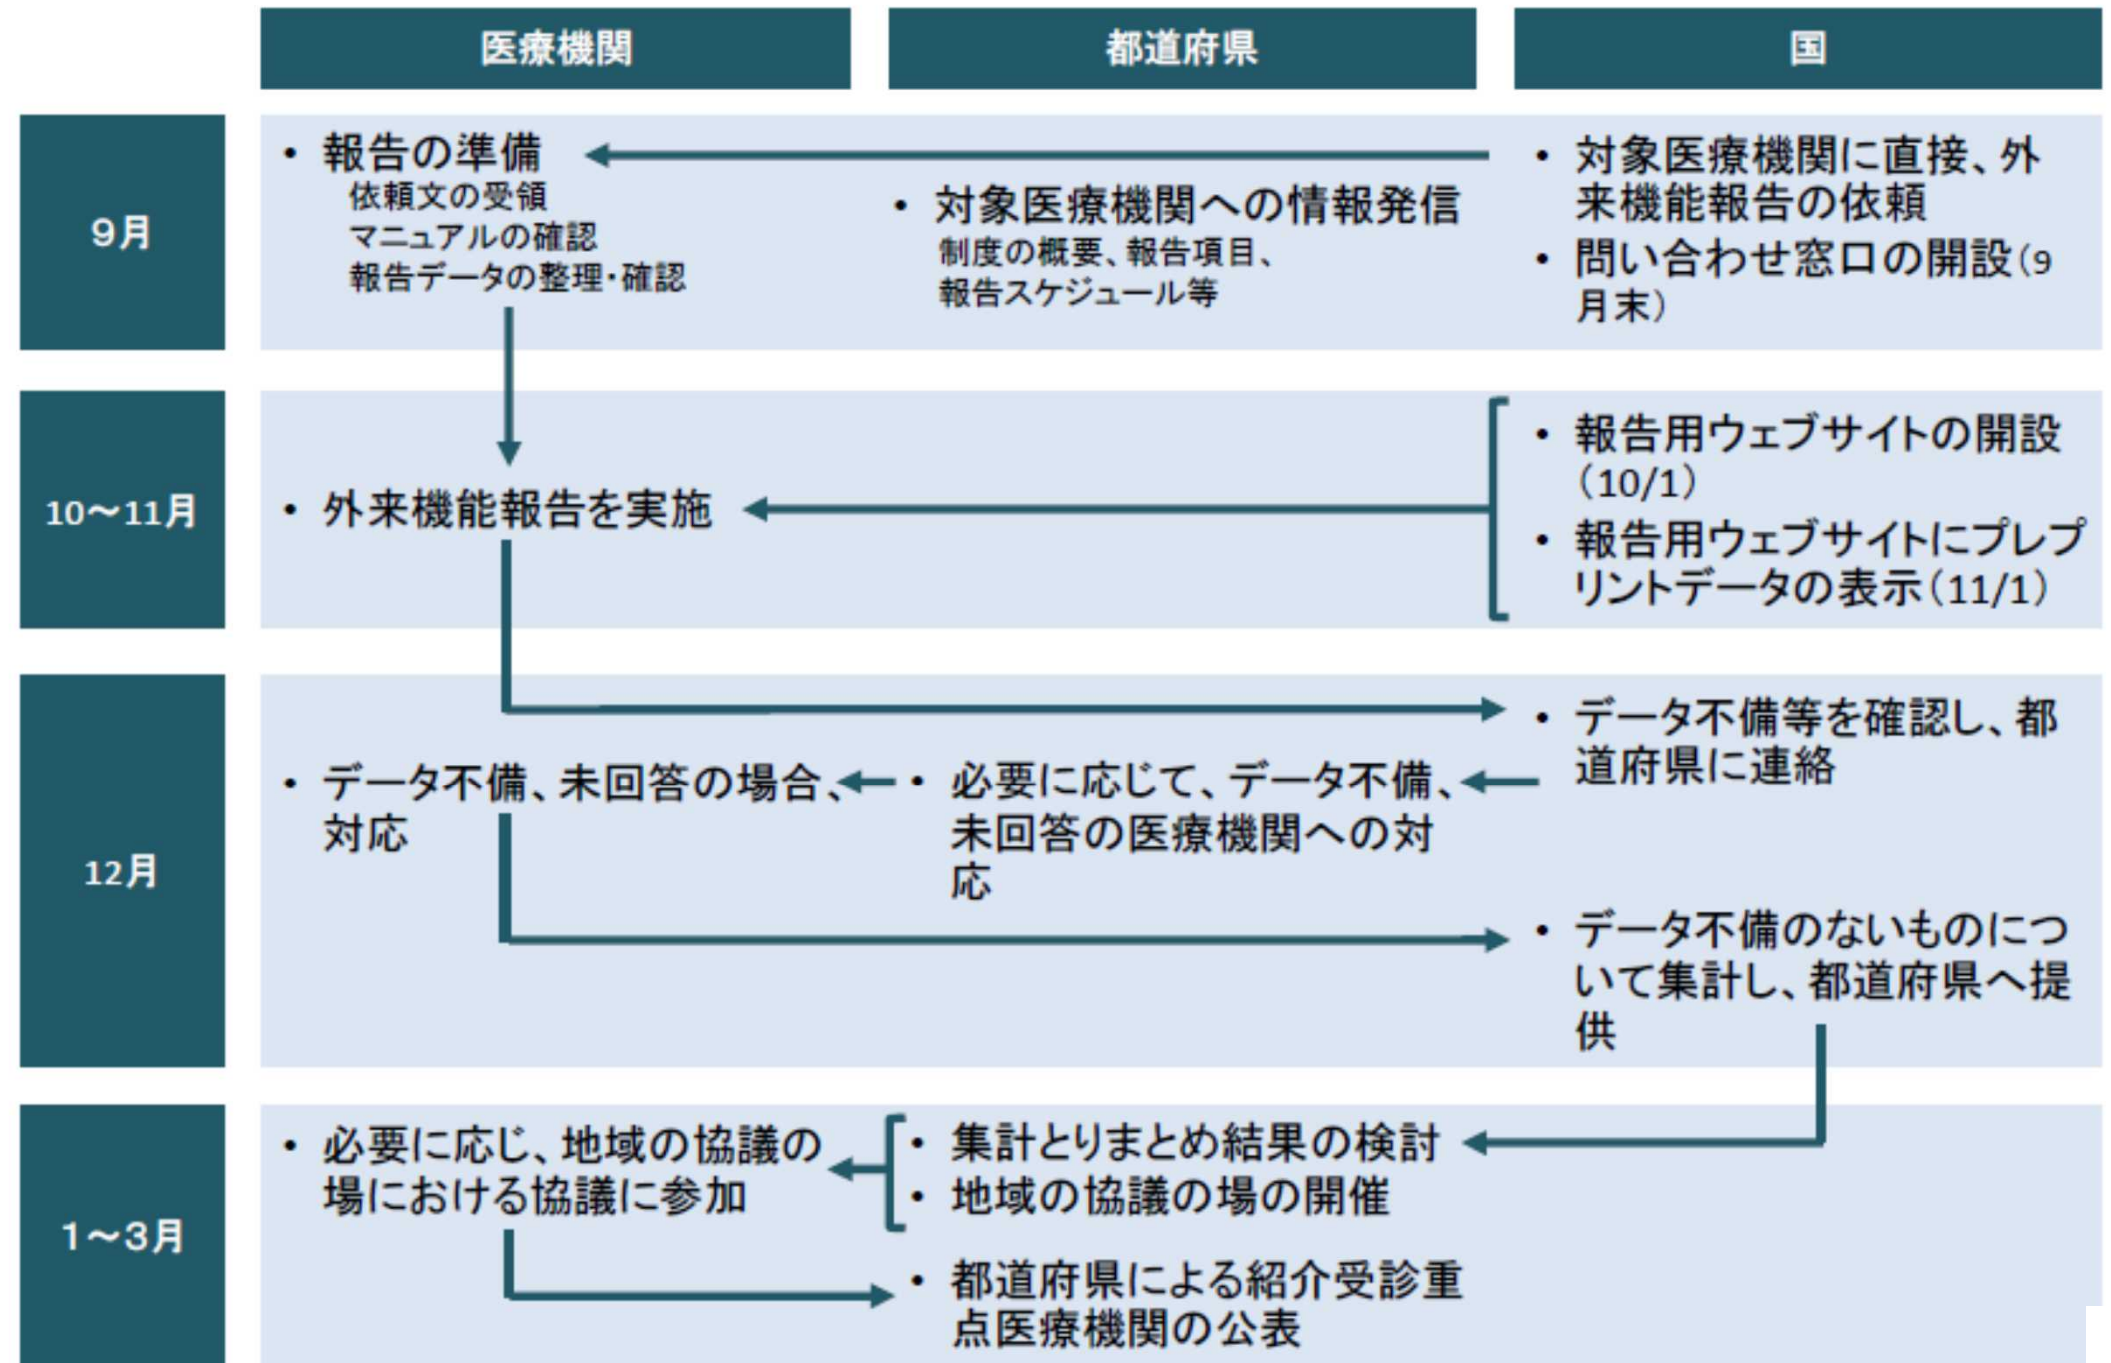 医療機関
都道府県
国
9月
• 報告の準備
依頼文の受領
マニュアルの確認
報告データの整理・確認
• 対象医療機関への情報発信
制度の概要、報告項目、
報告スケジュール等
• 対象医療機関に直接、外
来機能報告の依頼
• 問い合わせ窓口の開設(9
月末)
10～11月
• 外来機能報告を実施
• 報告用ウェブサイトの開設
(10/1)
• 報告用ウェブサイトにプレプ
リントデータの表示(11/1)
12月
• データ不備等を確認し、都
道府県に連絡
• 必要に応じて、データ不備、
未回答の医療機関への対
応
• データ不備、未回答の場合、
対応
• データ不備のないものにつ
いて集計し、都道府県へ提
供
1～3月
• 集計とりまとめ結果の検討
• 地域の協議の場の開催
• 必要に応じ、地域の協議の
場における協議に参加
• 都道府県による紹介受診重
点医療機関の公表